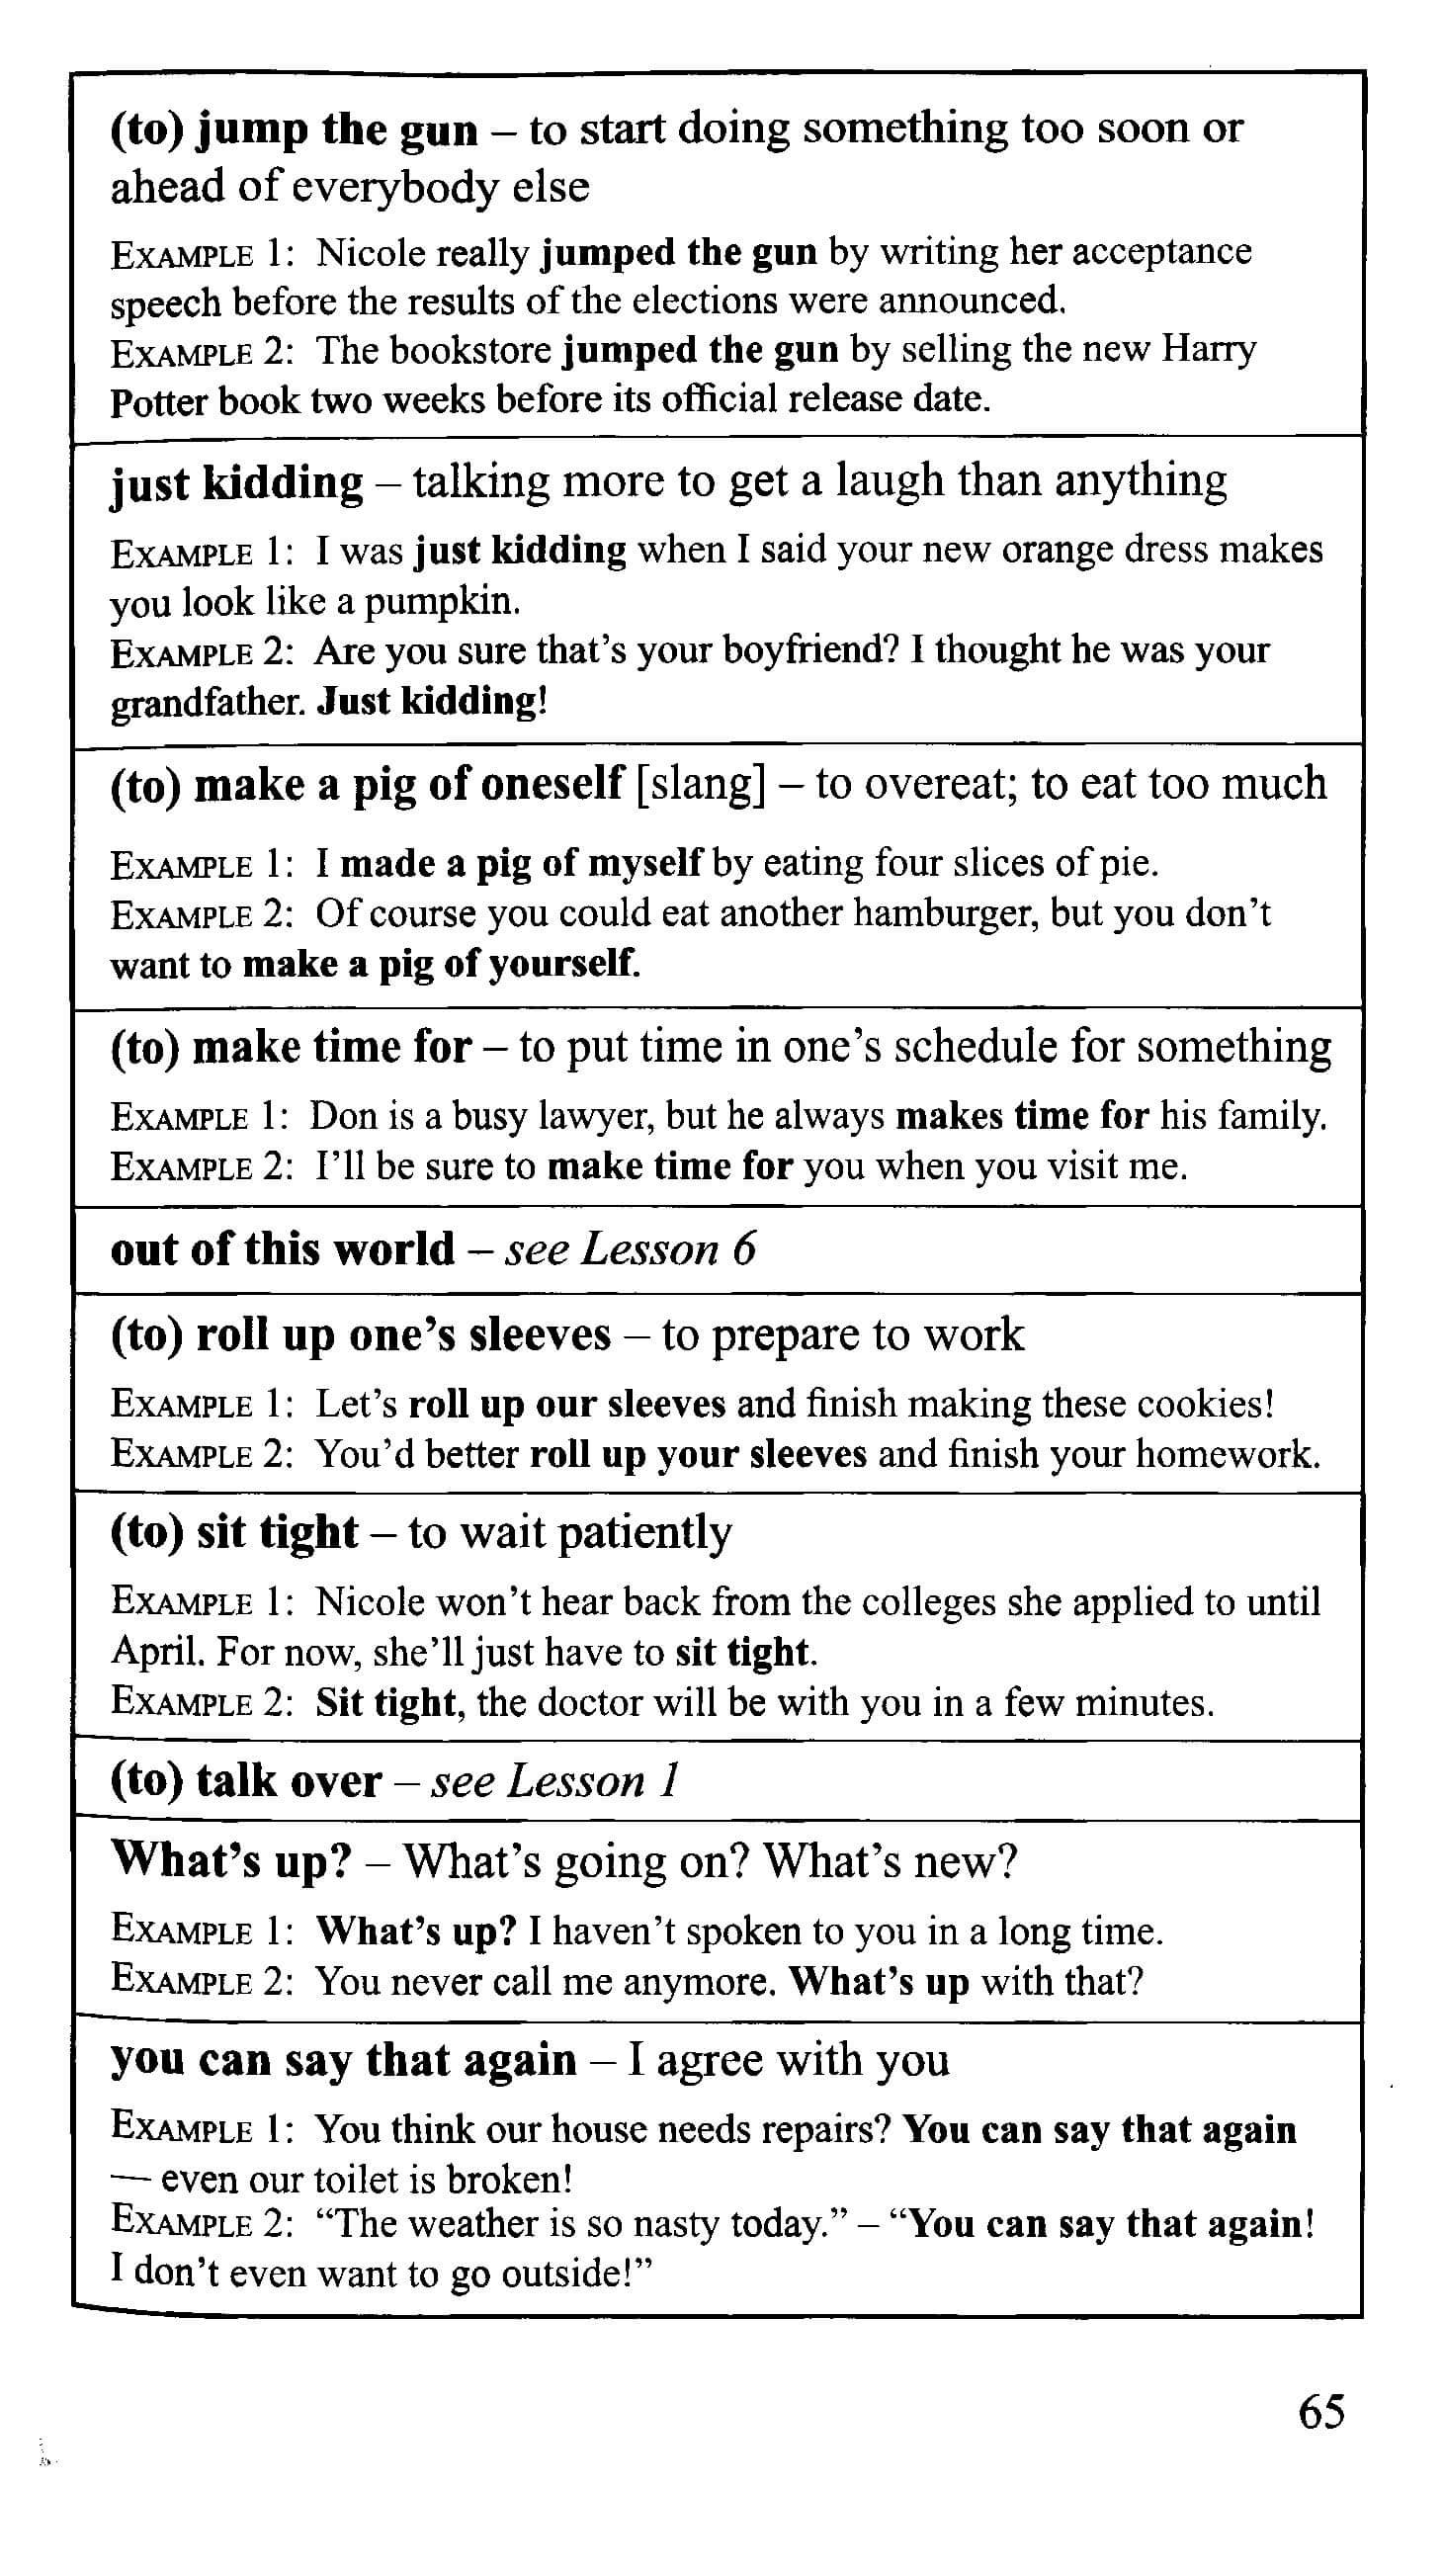 (to) jump the gun – to start doing something too soon or
ahead of everybody else
EXAMPLE 1: Nicole really jumped the gun by writing her acceptance
speech before the results of the elections were announced.
EXAMPLE 2: The bookstore jumped the gun by selling the new Harry
Potter book two weeks before its official release date.
just kidding – talking more to get a laugh than anything
EXAMPLE 1: I was just kidding when I said your new orange dress makes
you look like a pumpkin.
EXAMPLE 2: Are you sure that's your boyfriend? I thought he was your
grandfather. Just kidding!
(to) make a pig of oneself [slang] – to overeat; to eat too much
EXAMPLE 1: I made a pig of myself by eating four slices of pie.
EXAMPLE 2: Of course you could eat another hamburger, but you don't
want to make a pig of yourself.
(to) make time for – to put time in one's schedule for something
EXAMPLE 1: Don is a busy lawyer, but he always makes time for his family.
EXAMPLE 2: I'll be sure to make time for you when you visit me.
out of this world – see Lesson 6
(to) roll up one's sleeves – to prepare to work
EXAMPLE 1: Let's roll up our sleeves and finish making these cookies!
EXAMPLE 2: You'd better roll up your sleeves and finish your homework.
(to) sit tight – to wait patiently
EXAMPLE 1: Nicole won't hear back from the colleges she applied to until
April. For now, she'll just have to sit tight.
EXAMPLE 2: Sit tight, the doctor will be with you in a few minutes.
(to) talk over – see Lesson 1
What's up? – What's going on? What's new?
EXAMPLE 1: What's up? I haven't spoken to you in a long time.
EXAMPLE 2: You never call me anymore. What's up with that?
you can say that again – I agree with you
EXAMPLE 1: You think our house needs repairs? You can say that again
— even our toilet is broken!
EXAMPLE 2: "The weather is so nasty today." – "You can say that again!
I don't even want to go outside!"
65